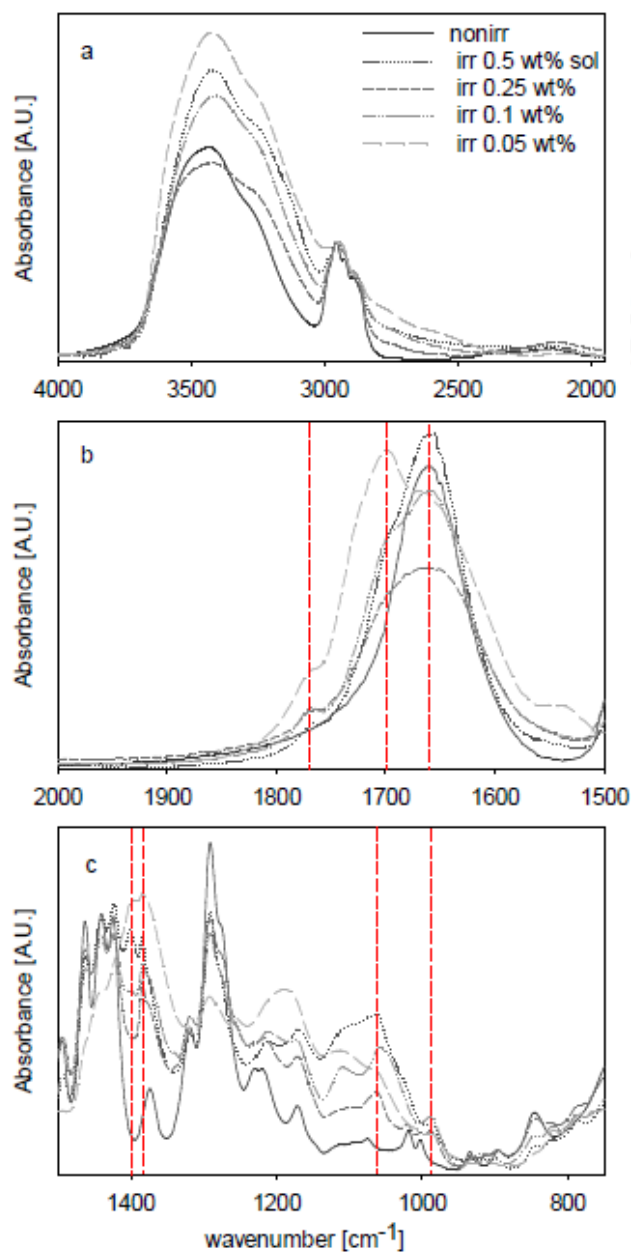 a
nonirr
irr 0.5 wt% sol
irr 0.25 wt%
irr 0.1 wt%
irr 0.05 wt%
Absorbance [A.U.]
4000 3500 3000 2500 2000
b
Absorbance [A.U.]
2000 1900 1800 1700 1600 1500
c
Absorbance [A.U.]
1400 1200 1000 800
wavenumber [cm⁻¹]